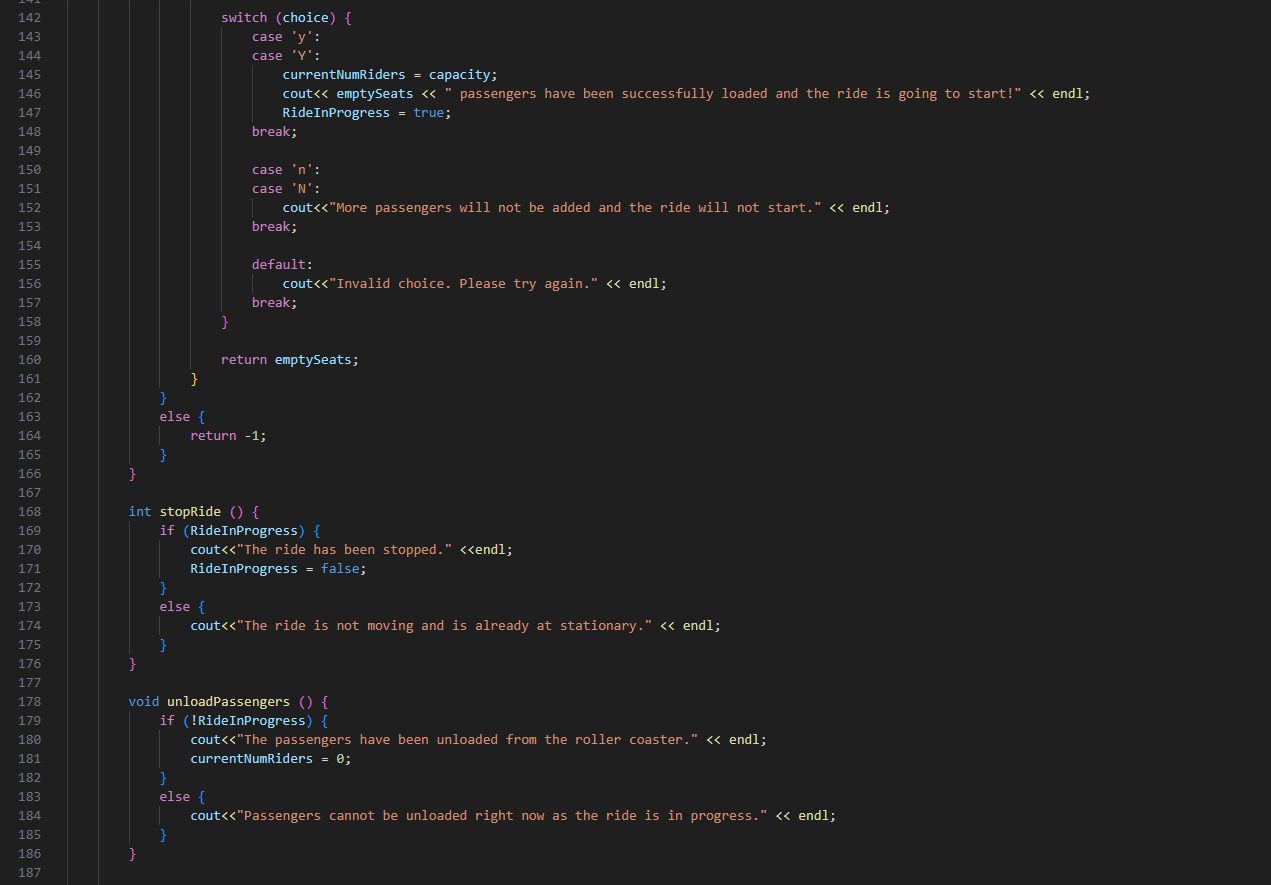 141
142 switch (choice) {
143 case 'y':
144 case 'Y':
145 currentNumRiders = capacity;
146 cout<< emptySeats << " passengers have been successfully loaded and the ride is going to start!" << endl;
147 RideInProgress = true;
148 break;
149
150 case 'n':
151 case 'N':
152 cout<<"More passengers will not be added and the ride will not start." << endl;
153 break;
154
155 default:
156 cout<<"Invalid choice. Please try again." << endl;
157 break;
158 }
159
160 return emptySeats;
161 }
162 }
163 else {
164 return -1;
165 }
166 }
167
168 int stopRide () {
169 if (RideInProgress) {
170 cout<<"The ride has been stopped." <<endl;
171 RideInProgress = false;
172 }
173 else {
174 cout<<"The ride is not moving and is already at stationary." << endl;
175 }
176 }
177
178 void unloadPassengers () {
179 if (!RideInProgress) {
180 cout<<"The passengers have been unloaded from the roller coaster." << endl;
181 currentNumRiders = 0;
182 }
183 else {
184 cout<<"Passengers cannot be unloaded right now as the ride is in progress." << endl;
185 }
186 }
187